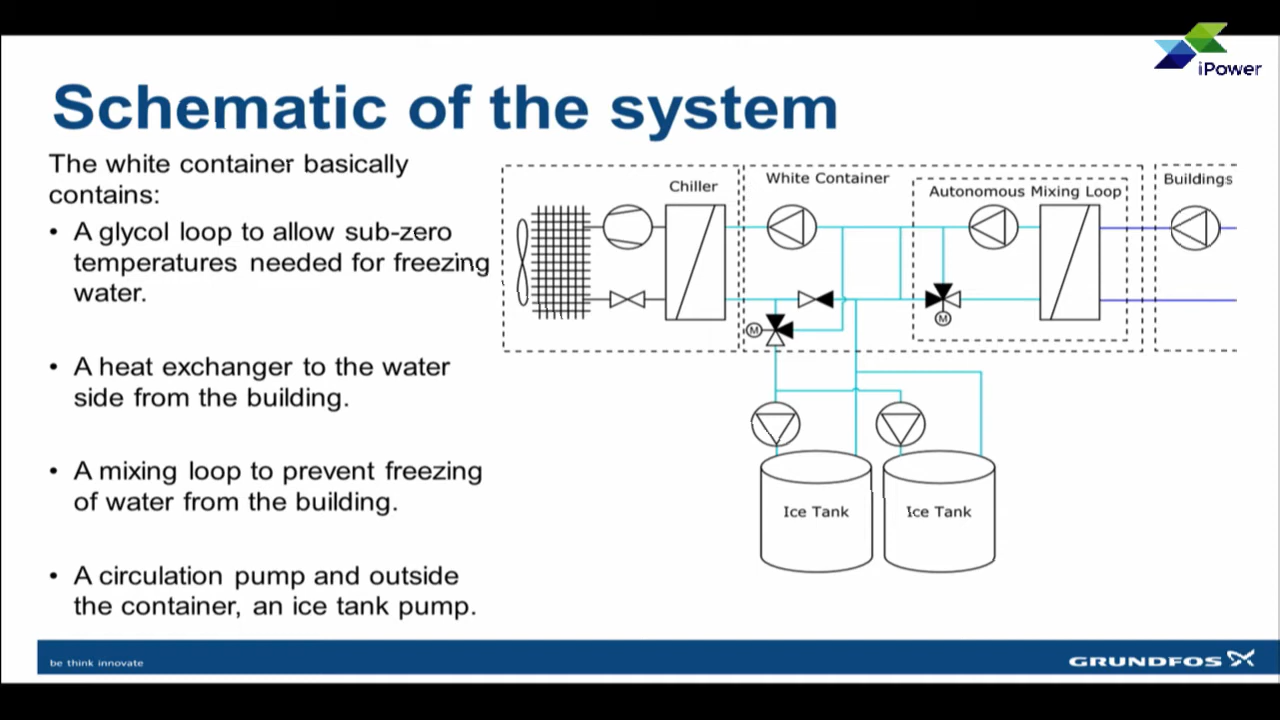 iPower
Schematic of the system
The white container basically
contains:
• A glycol loop to allow sub-zero
temperatures needed for freezing
water.
• A heat exchanger to the water
side from the building.
• A mixing loop to prevent freezing
of water from the building.
• A circulation pump and outside
the container, an ice tank pump.
Chiller
White Container
Autonomous Mixing Loop
Buildings
M
M
Ice Tank
Ice Tank
be think innovate
GRUNDFOS